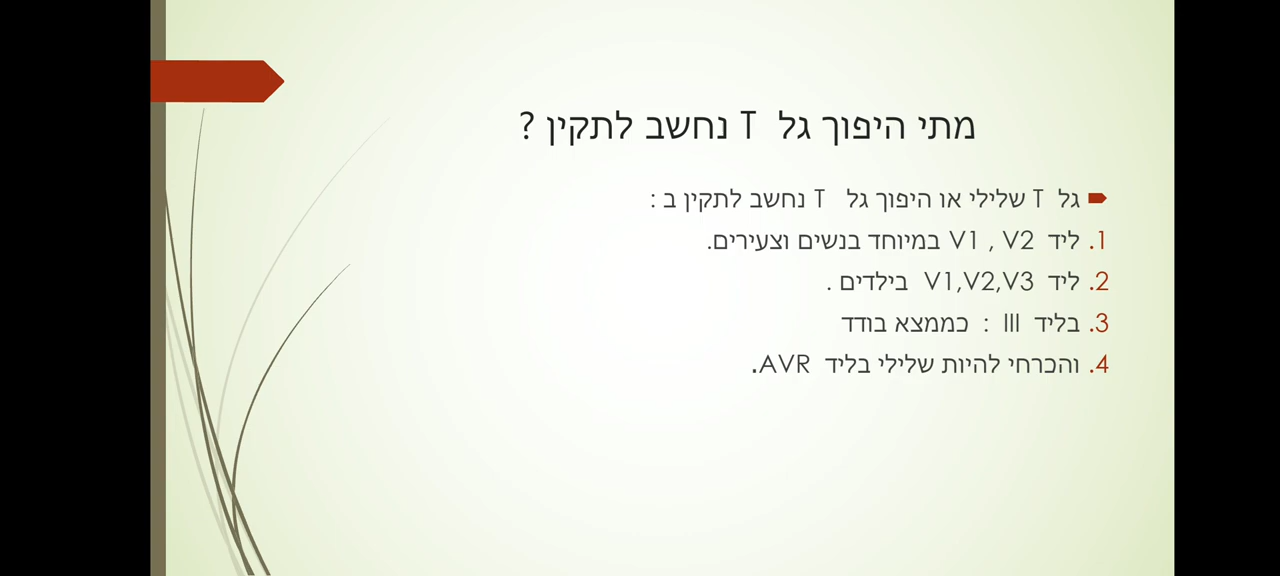 מתי היפוך גל T נחשב לתקין ?
גל T שלילי או היפוך גל T נחשב לתקין ב :
1. ליד V1 , V2 במיוחד בנשים וצעירים.
2. ליד V1,V2,V3 בילדים .
3. בליד III : כממצא בודד
4. והכרחי להיות שלילי בליד AVR.